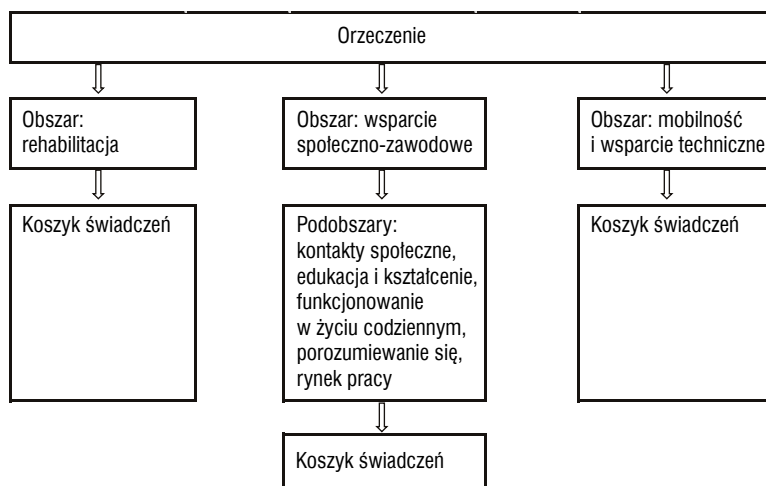 Orzeczenie
Obszar:
rehabilitacja
Obszar: wsparcie
społeczno-zawodowe
Obszar: mobilność
i wsparcie techniczne
Koszyk świadczeń
Podobszary:
kontakty społeczne,
edukacja i kształcenie,
funkcjonowanie
w życiu codziennym,
porozumiewanie się,
rynek pracy
Koszyk świadczeń
Koszyk świadczeń